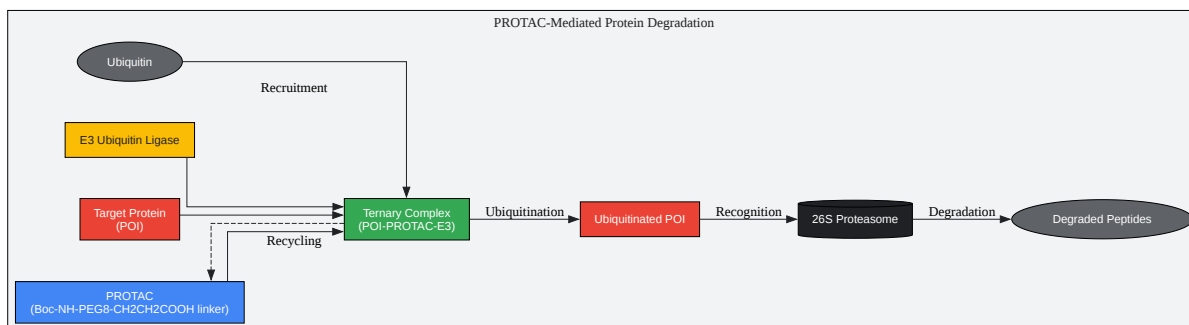 PROTAC-Mediated Protein Degradation
Ubiquitin
Recruitment
E3 Ubiquitin Ligase
Target Protein
(POI)
Ternary Complex
(POI-PROTAC-E3)
Ubiquitination
Ubiquitinated POI
Recognition
26S Proteasome
Degradation
Degraded Peptides
Recycling
PROTAC
(Boc-NH-PEG8-CH2CH2COOH linker)